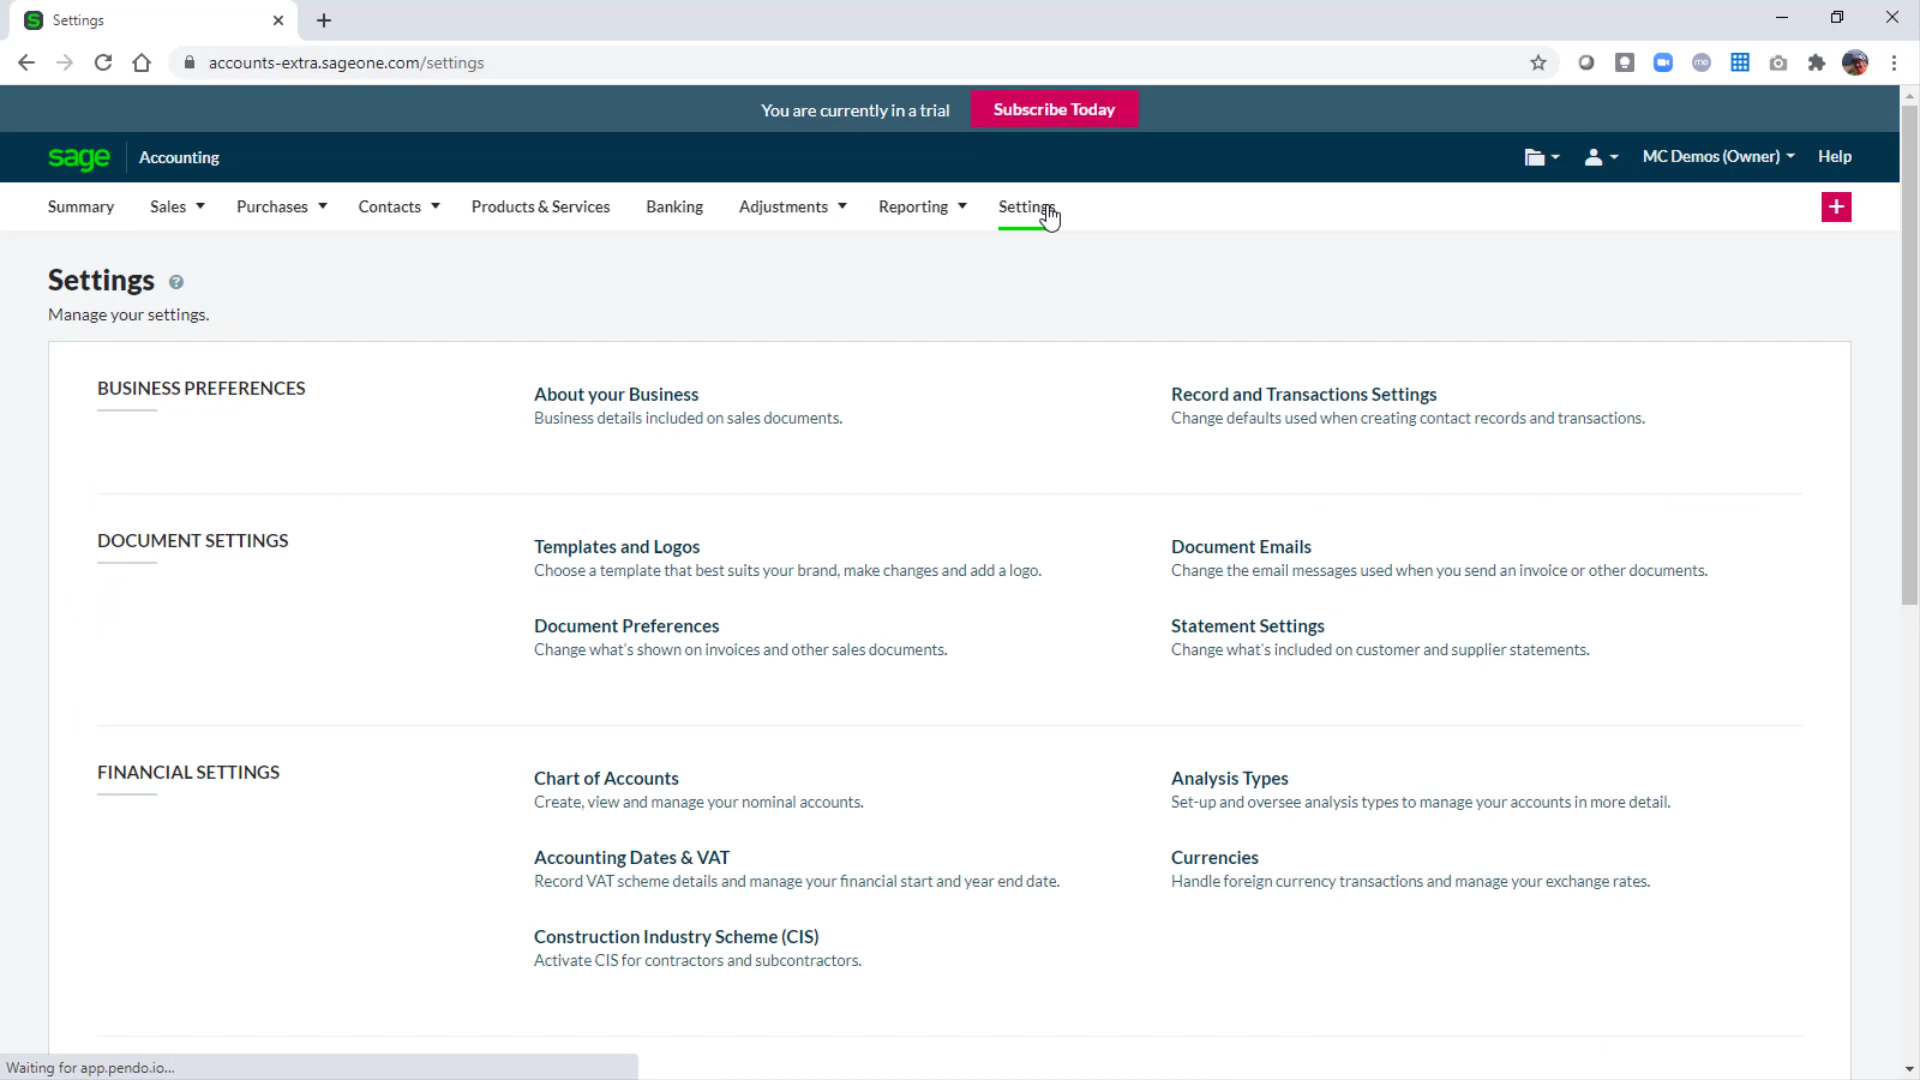 Settings
accounts-extra.sageone.com/settings
You are currently in a trial Subscribe Today
sage Accounting MC Demos (Owner) Help
Summary Sales Purchases Contacts Products & Services Banking Adjustments Reporting Settings +
Settings ?
Manage your settings.
BUSINESS PREFERENCES
About your Business
Business details included on sales documents.
Record and Transactions Settings
Change defaults used when creating contact records and transactions.
DOCUMENT SETTINGS
Templates and Logos
Choose a template that best suits your brand, make changes and add a logo.
Document Emails
Change the email messages used when you send an invoice or other documents.
Document Preferences
Change what's shown on invoices and other sales documents.
Statement Settings
Change what's included on customer and supplier statements.
FINANCIAL SETTINGS
Chart of Accounts
Create, view and manage your nominal accounts.
Analysis Types
Set-up and oversee analysis types to manage your accounts in more detail.
Accounting Dates & VAT
Record VAT scheme details and manage your financial start and year end date.
Currencies
Handle foreign currency transactions and manage your exchange rates.
Construction Industry Scheme (CIS)
Activate CIS for contractors and subcontractors.
Waiting for app.pendo.io...